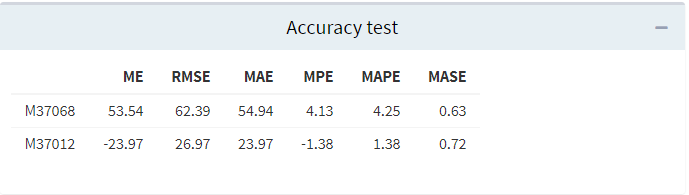 Accuracy test
ME RMSE MAE MPE MAPE MASE
M37068 53.54 62.39 54.94 4.13 4.25 0.63
M37012 -23.97 26.97 23.97 -1.38 1.38 0.72